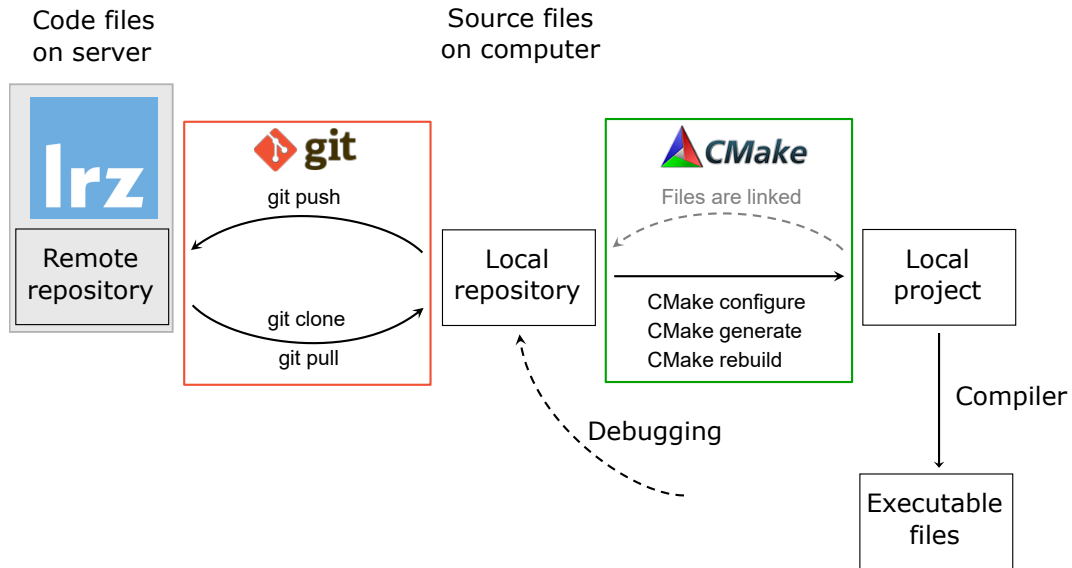 Code files
on server
Source files
on computer
lrz
git
CMake
git push
Files are linked
Remote
repository
Local
repository
Local
project
git clone
git pull
CMake configure
CMake generate
CMake rebuild
Compiler
Debugging
Executable
files